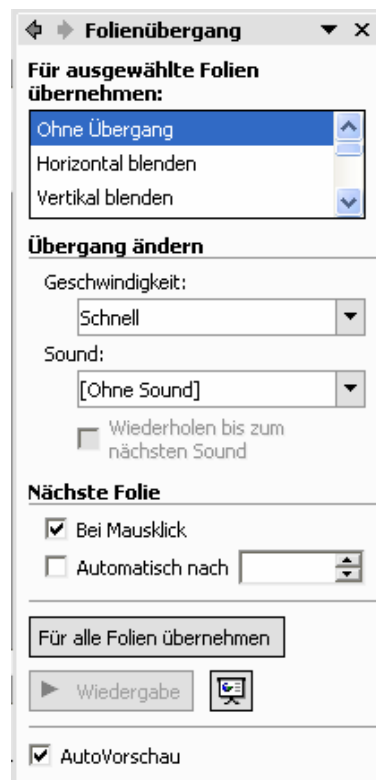 Folienübergang
Für ausgewählte Folien
übernehmen:
Ohne Übergang
Horizontal blenden
Vertikal blenden
Übergang ändern
Geschwindigkeit:
Schnell
Sound:
[Ohne Sound]
Wiederholen bis zum
nächsten Sound
Nächste Folie
Bei Mausklick
Automatisch nach
Für alle Folien übernehmen
Wiedergabe
AutoVorschau